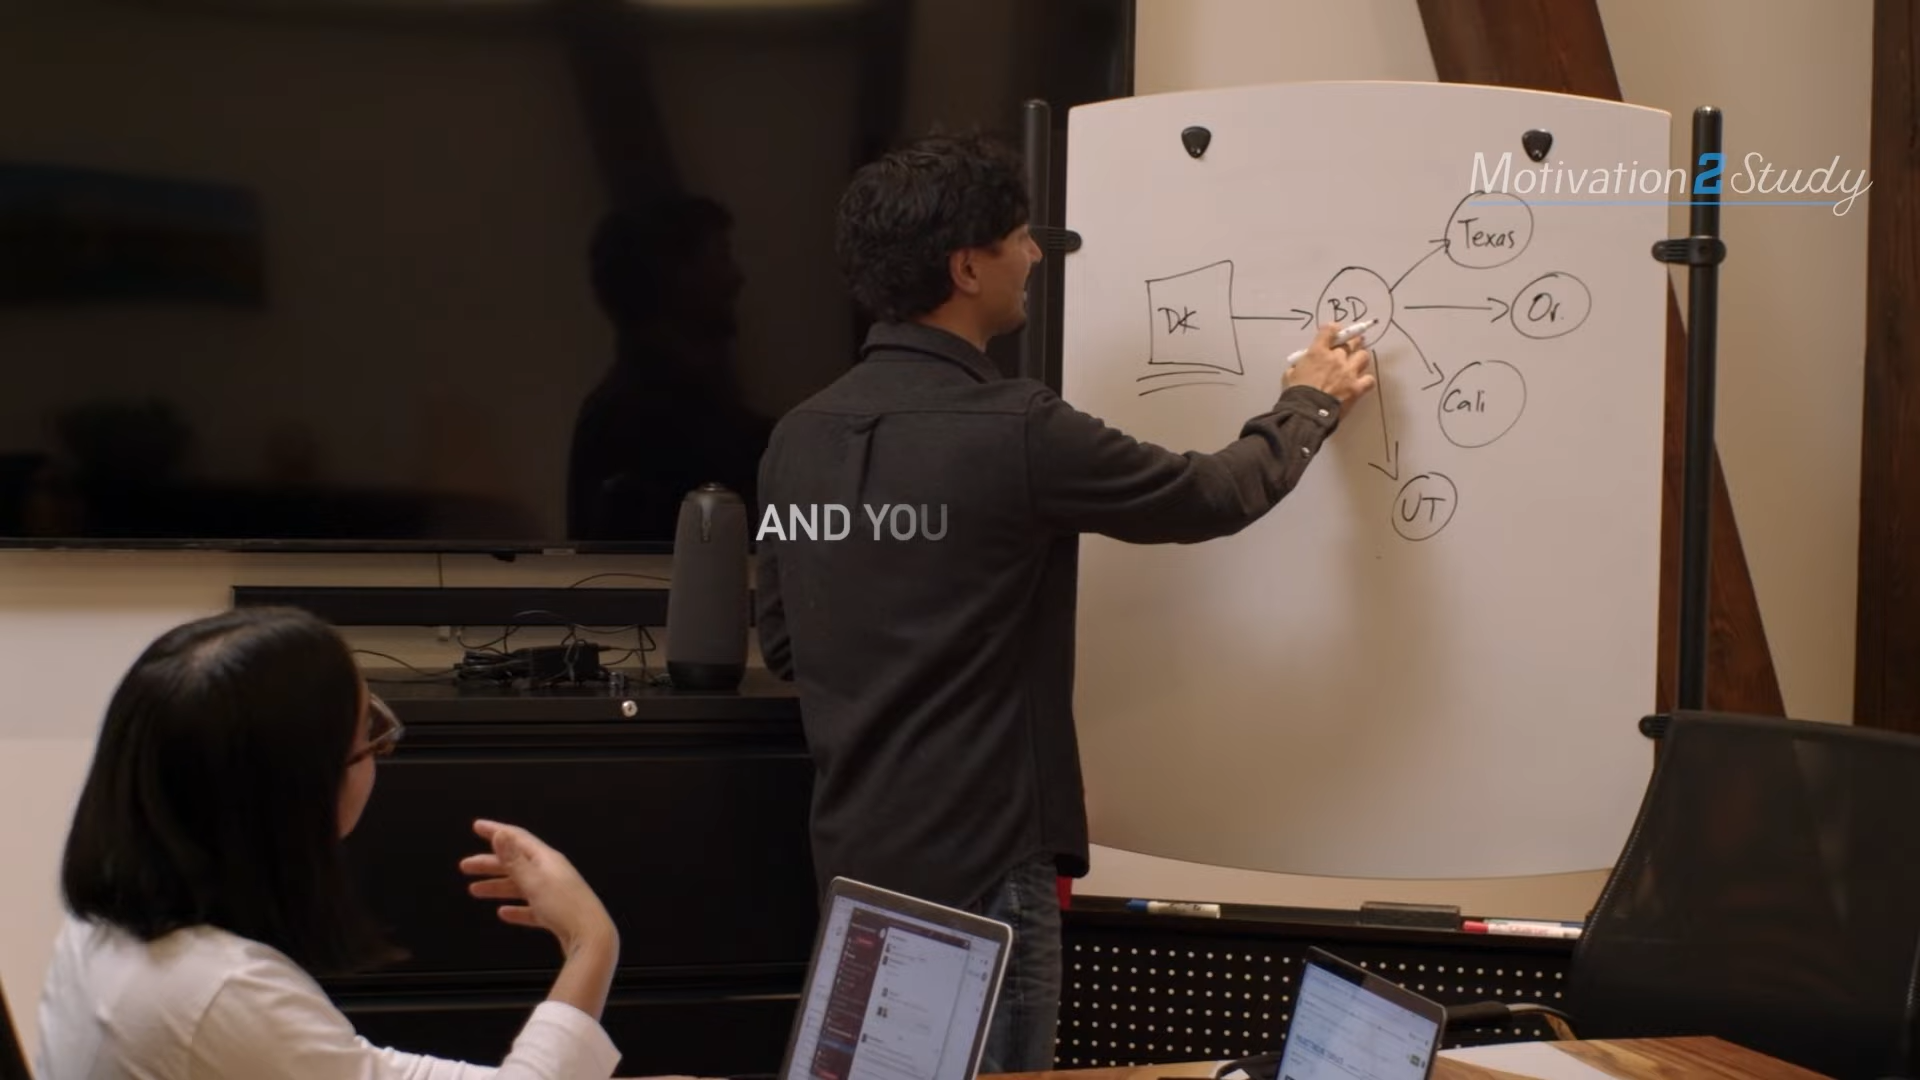 Motivation2Study
Texas
DK
BD
Or.
Cali
UT
AND YOU